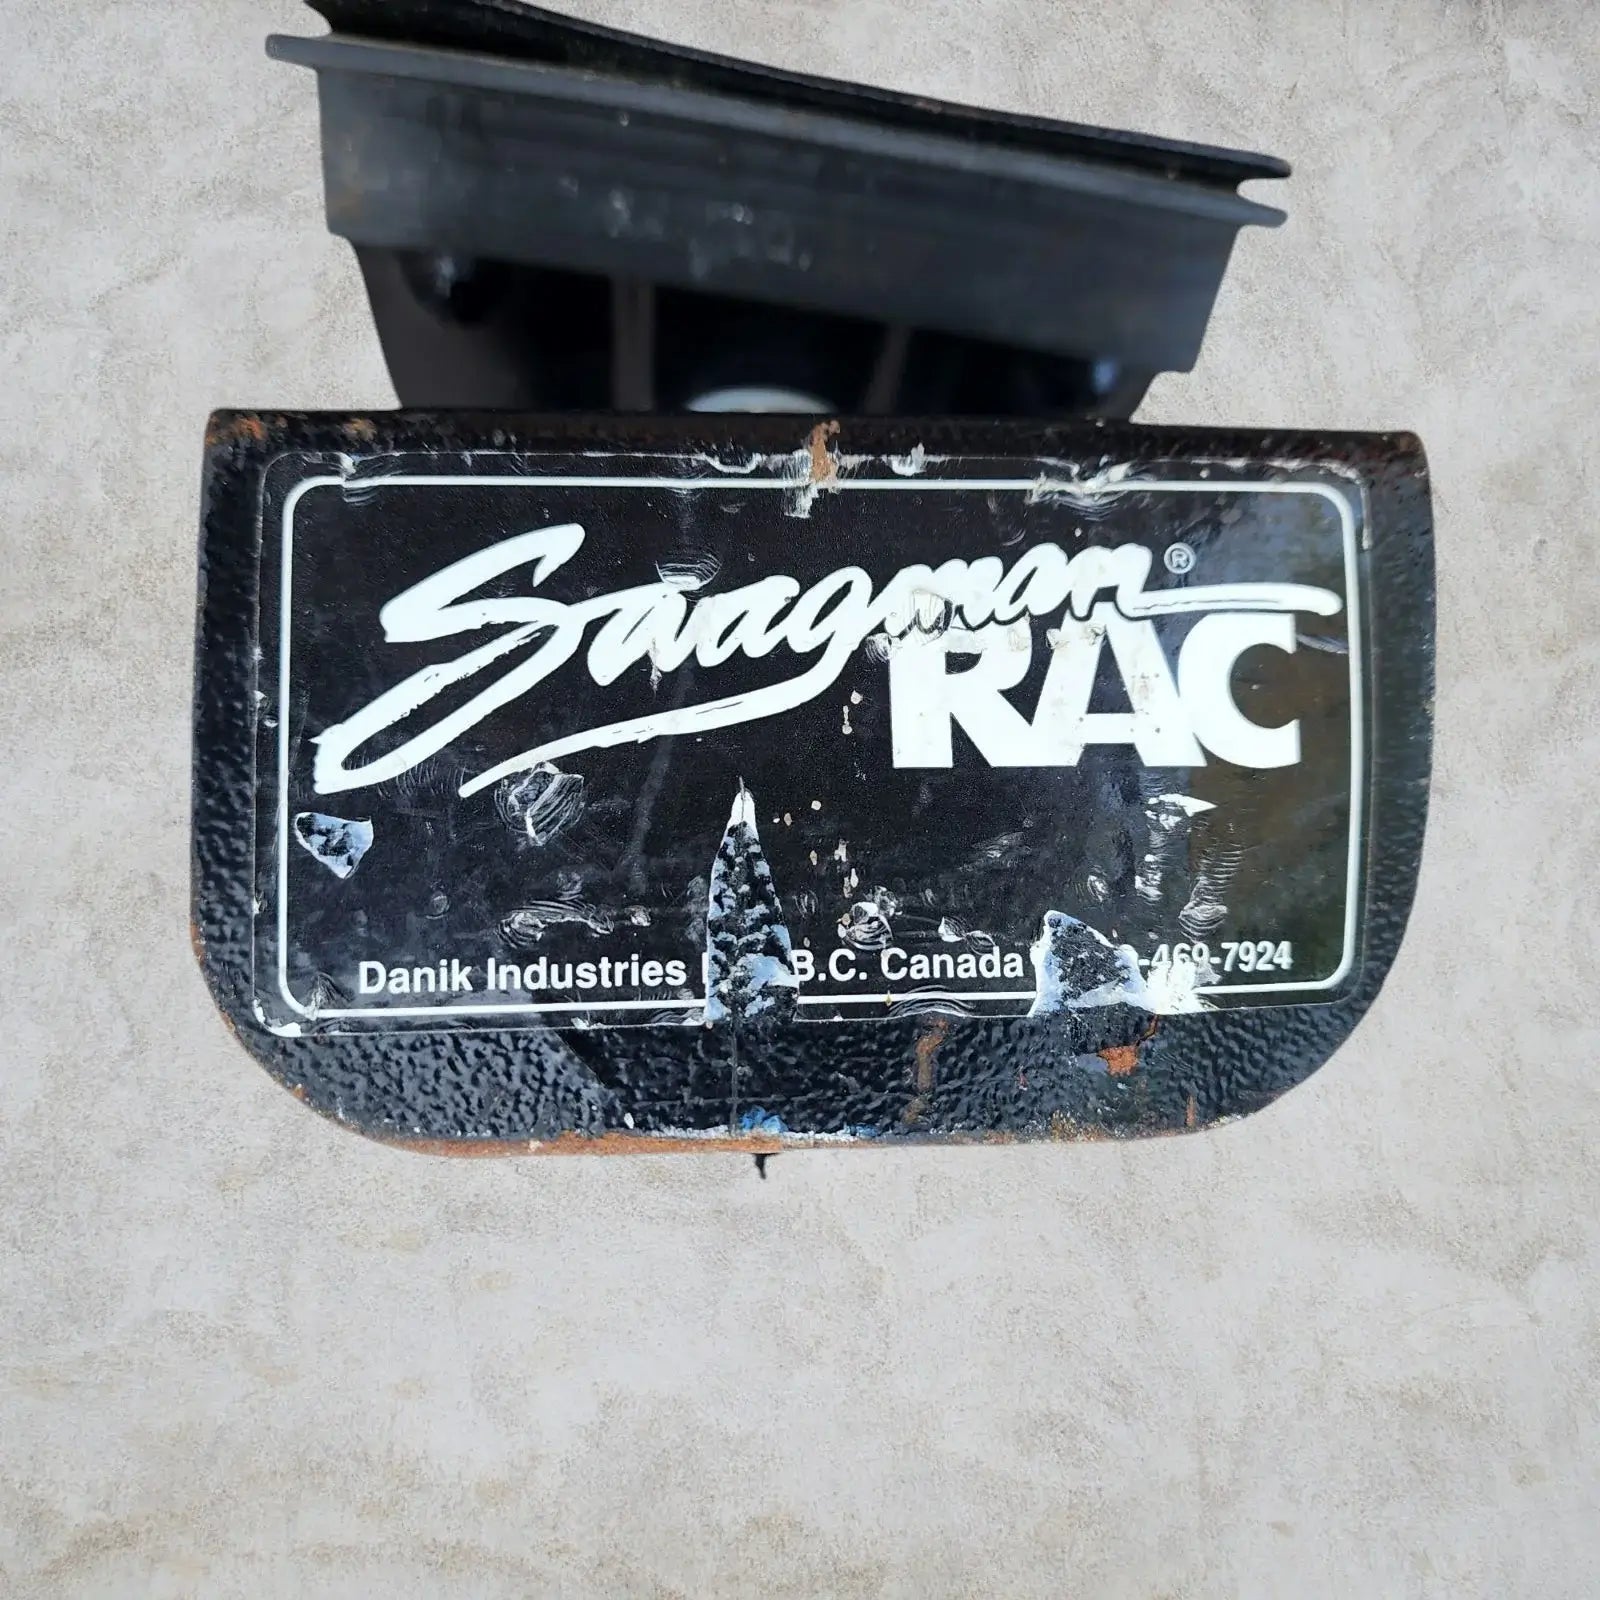 Saagman®
RAC
Danik Industries B.C. Canada -469-7924